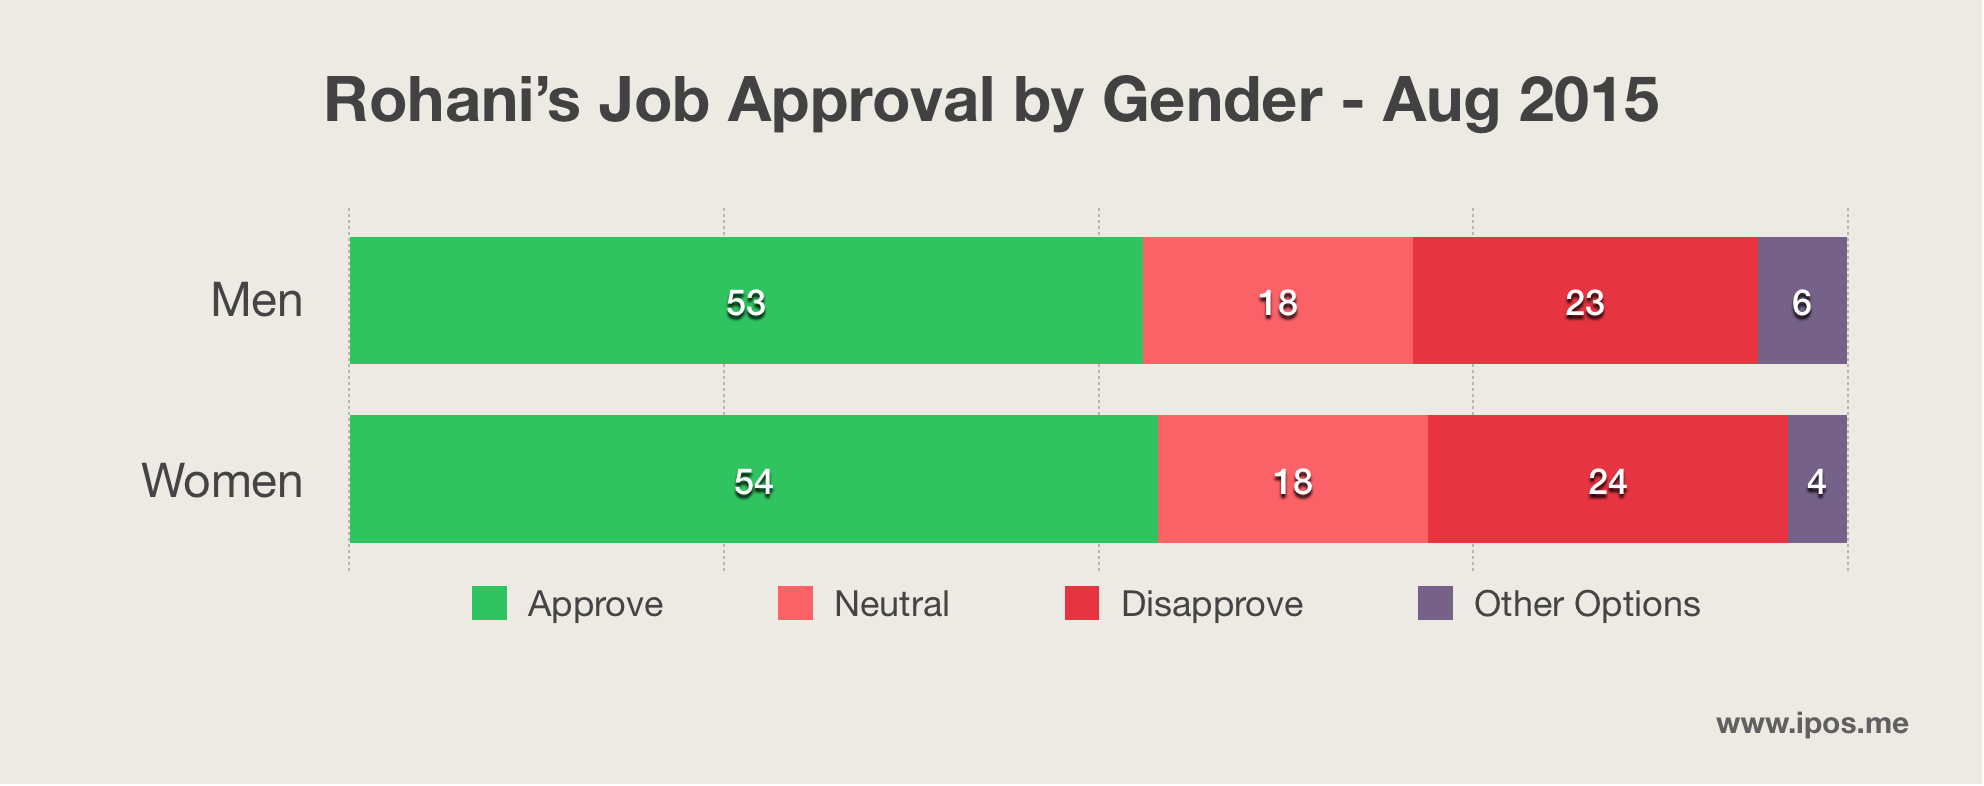 Rohani’s Job Approval by Gender - Aug 2015
Men
53
18
23
6
Women
54
18
24
4
Approve
Neutral
Disapprove
Other Options
www.ipos.me